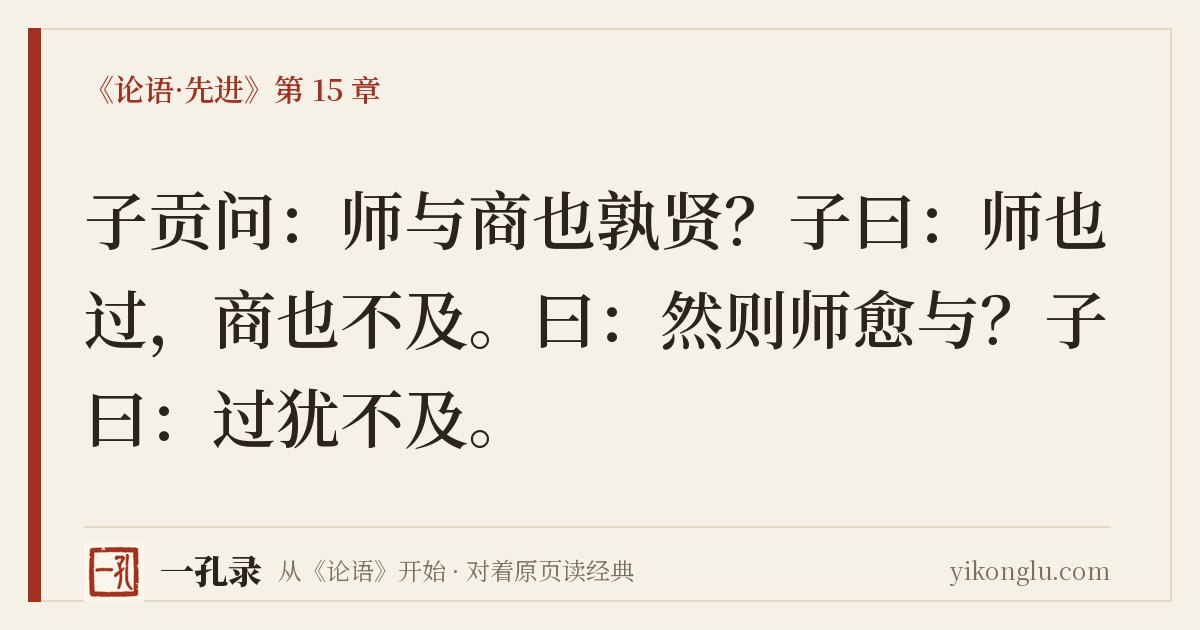 《论语·先进》第 15 章
子贡问：师与商也孰贤？子曰：师也
过，商也不及。曰：然则师愈与？子
曰：过犹不及。
一孔
一孔录 从《论语》开始 · 对着原页读经典 yikonglu.com